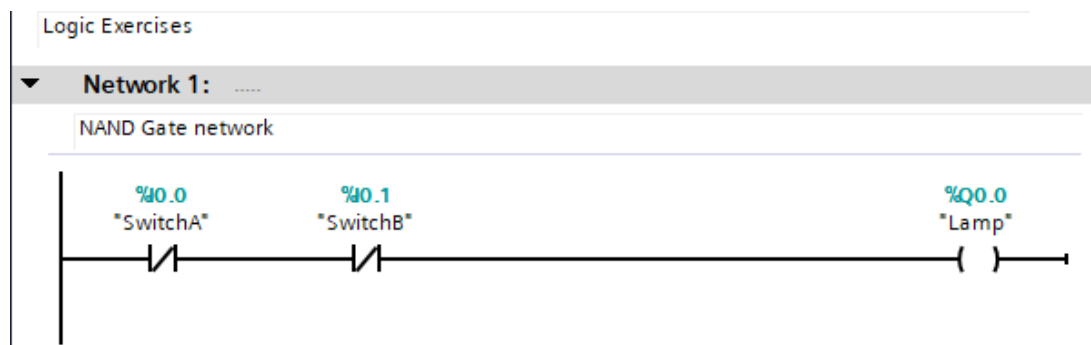 Logic Exercises
Network 1: .....
NAND Gate network
%I0.0 %I0.1 %Q0.0
"SwitchA" "SwitchB" "Lamp"